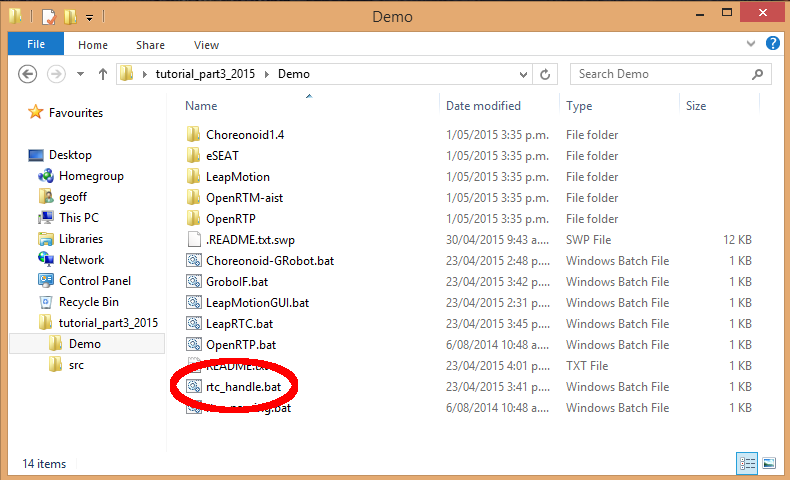 Demo
File Home Share View
tutorial_part3_2015 Demo Search Demo
Name Date modified Type Size
Favourites
Desktop
Homegroup
geoff
This PC
Libraries
Network
Control Panel
Recycle Bin
tutorial_part3_2015
Demo
src
Choreonoid1.4 1/05/2015 3:35 p.m. File folder
eSEAT 1/05/2015 3:35 p.m. File folder
LeapMotion 1/05/2015 3:35 p.m. File folder
OpenRTM-aist 1/05/2015 3:35 p.m. File folder
OpenRTP 1/05/2015 3:35 p.m. File folder
.README.txt.swp 30/04/2015 9:43 a.... SWP File 12 KB
Choreonoid-GRobot.bat 23/04/2015 2:48 p.... Windows Batch File 1 KB
GroboIF.bat 23/04/2015 3:42 p.... Windows Batch File 1 KB
LeapMotionGUI.bat 23/04/2015 2:31 p.... Windows Batch File 1 KB
LeapRTC.bat 23/04/2015 3:45 p.... Windows Batch File 1 KB
OpenRTP.bat 6/08/2014 10:48 a.... Windows Batch File 1 KB
README.txt 23/04/2015 4:01 p.... TXT File 1 KB
rtc_handle.bat 23/04/2015 3:41 p.... Windows Batch File 1 KB
6/08/2014 10:48 a.... Windows Batch File 1 KB
14 items